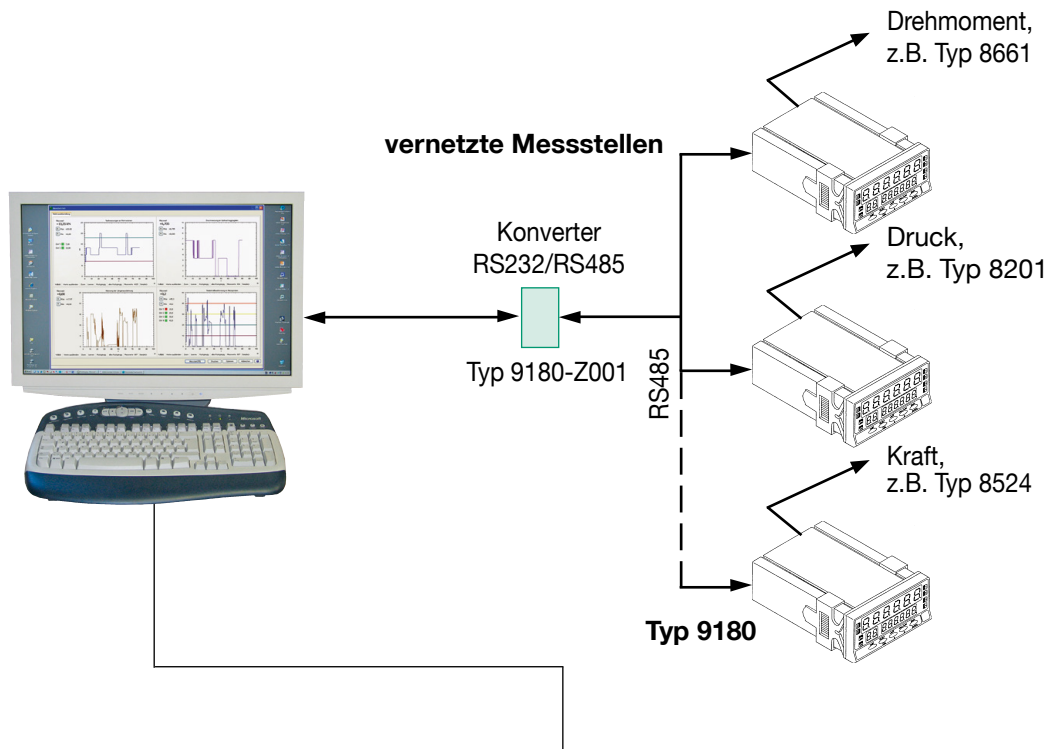 Drehmoment,
z.B. Typ 8661
vernetzte Messstellen
Konverter
RS232/RS485
Typ 9180-Z001
RS485
Druck,
z.B. Typ 8201
Kraft,
z.B. Typ 8524
Typ 9180